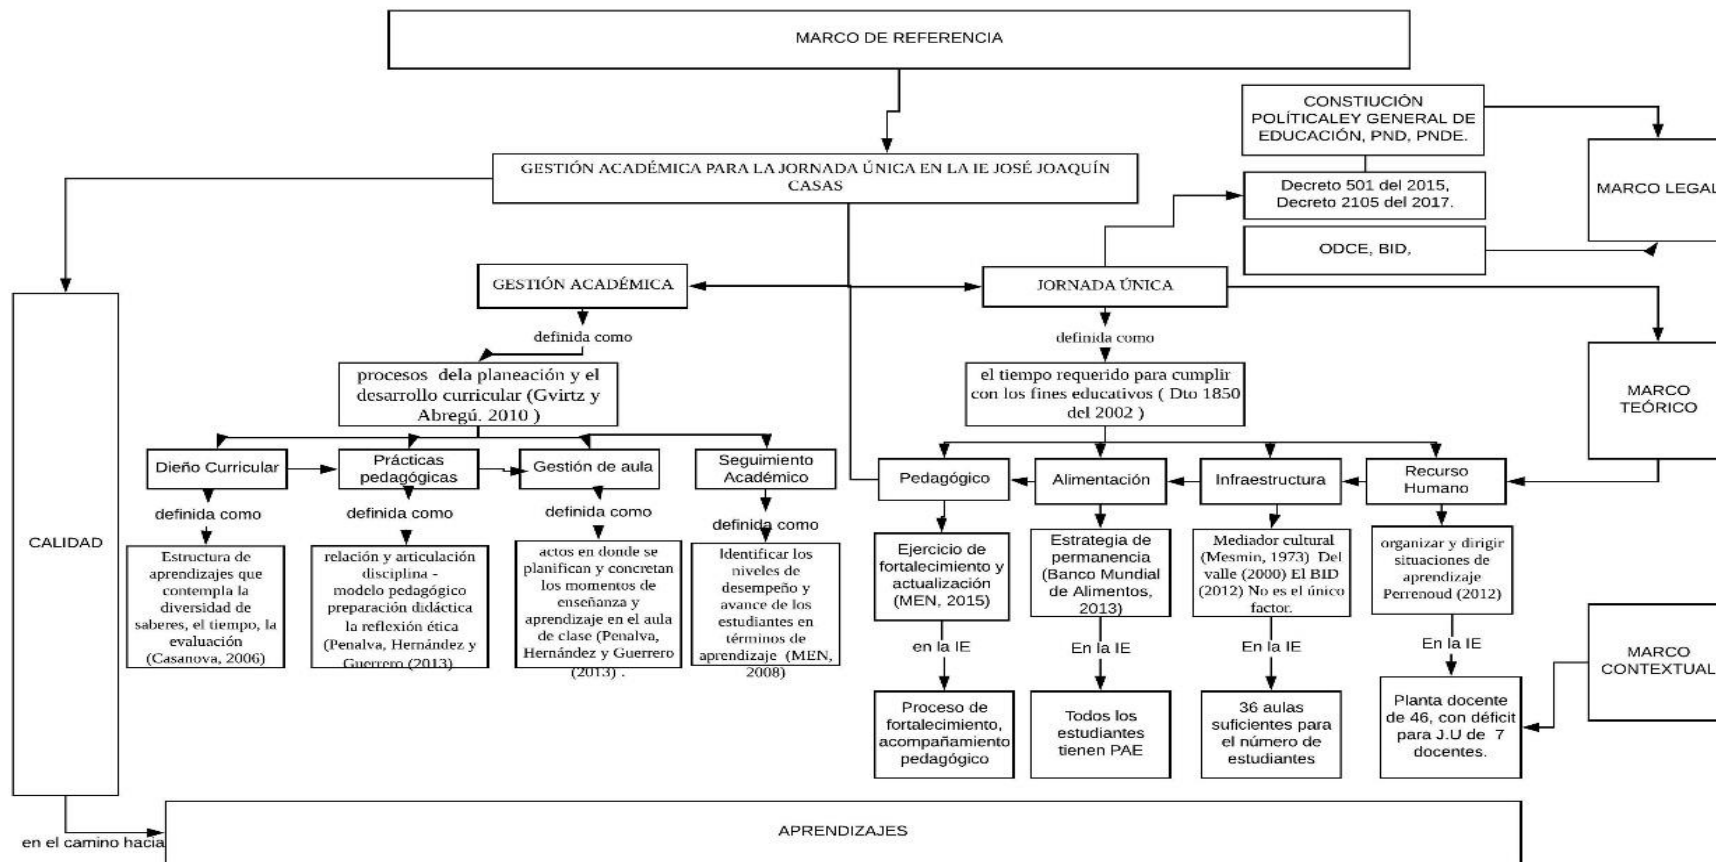 MARCO DE REFERENCIA
CONSTIUCIÓN
POLÍTICALEY GENERAL DE
EDUCACIÓN, PND, PNDE.
GESTIÓN ACADÉMICA PARA LA JORNADA ÚNICA EN LA IE JOSÉ JOAQUÍN
CASAS
Decreto 501 del 2015,
Decreto 2105 del 2017.
MARCO LEGAL
ODCE, BID,
GESTIÓN ACADÉMICA
JORNADA ÚNICA
definida como
definida como
procesos dela planeación y el
desarrollo curricular (Gvirtz y
Abregú. 2010 )
el tiempo requerido para cumplir
con los fines educativos ( Dto 1850
del 2002 )
MARCO
TEÓRICO
Dieño Curricular
Prácticas
pedagógicas
Gestión de aula
Seguimiento
Académico
Pedagógico
Alimentación
Infraestructura
Recurso
Humano
definida como
definida como
definida como
definida como
CALIDAD
Estructura de
aprendizajes que
contempla la
diversidad de
saberes, el tiempo, la
evaluación
(Casanova, 2006)
relación y articulación
disciplina -
modelo pedagógico
preparación didáctica
la reflexión ética
(Penalva, Hernández y
Guerrero (2013)
actos en donde se
planifican y concretan
los momentos de
enseñanza y
aprendizaje en el aula
de clase (Penalva,
Hernández y Guerrero
(2013) .
Identificar los
niveles de
desempeño y
avance de los
estudiantes en
términos de
aprendizaje (MEN,
2008)
Ejercicio de
fortalecimiento y
actualización
(MEN, 2015)
Estrategia de
permanencia
(Banco Mundial
de Alimentos,
2013)
Mediador cultural
(Mesmin, 1973) Del
valle (2000) El BID
(2012) No es el único
factor.
organizar y dirigir
situaciones de
aprendizaje
Perrenoud (2012)
en la IE
En la IE
En la IE
En la IE
MARCO
CONTEXTUAL
Proceso de
fortalecimiento,
acompañamiento
pedagógico
Todos los
estudiantes
tienen PAE
36 aulas
suficientes para
el número de
estudiantes
Planta docente
de 46, con déficit
para J.U de 7
docentes.
en el camino hacia
APRENDIZAJES